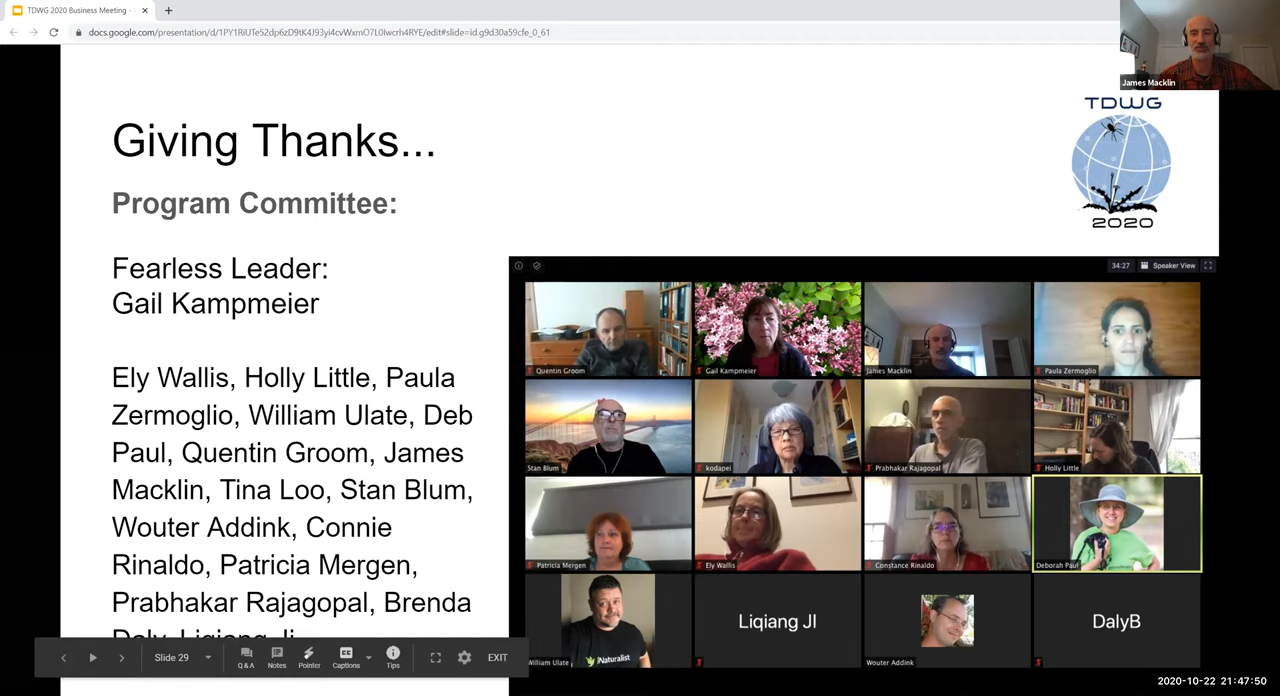 TDWG 2020 Business Meeting -
docs.google.com/presentation/d/1PY1RiUTe52dp6zD9tK4J93yi4cvWxmO7L0lwcrh4RYE/edit#slide=id.g9d30a59cfe_0_61
James Macklin
TDWG
2020
Giving Thanks...
Program Committee:
Fearless Leader:
Gail Kampmeier
Ely Wallis, Holly Little, Paula
Zermoglio, William Ulate, Deb
Paul, Quentin Groom, James
Macklin, Tina Loo, Stan Blum,
Wouter Addink, Connie
Rinaldo, Patricia Mergen,
Prabhakar Rajagopal, Brenda
Daly, Liqiang Ji
34:27 Speaker View
Quentin Groom
Gail Kampmeier
James Macklin
Paula Zermoglio
Stan Blum
kodapei
Prabhakar Rajagopal
Holly Little
Patricia Mergen
Ely Wallis
Constance Rinaldo
Deborah Paul
iNaturalist
William Ulate
Liqiang JI
Wouter Addink
DalyB
Slide 29
Q & A
Notes
Pointer
CC
Captions
Tips
EXIT
2020-10-22 21:47:50